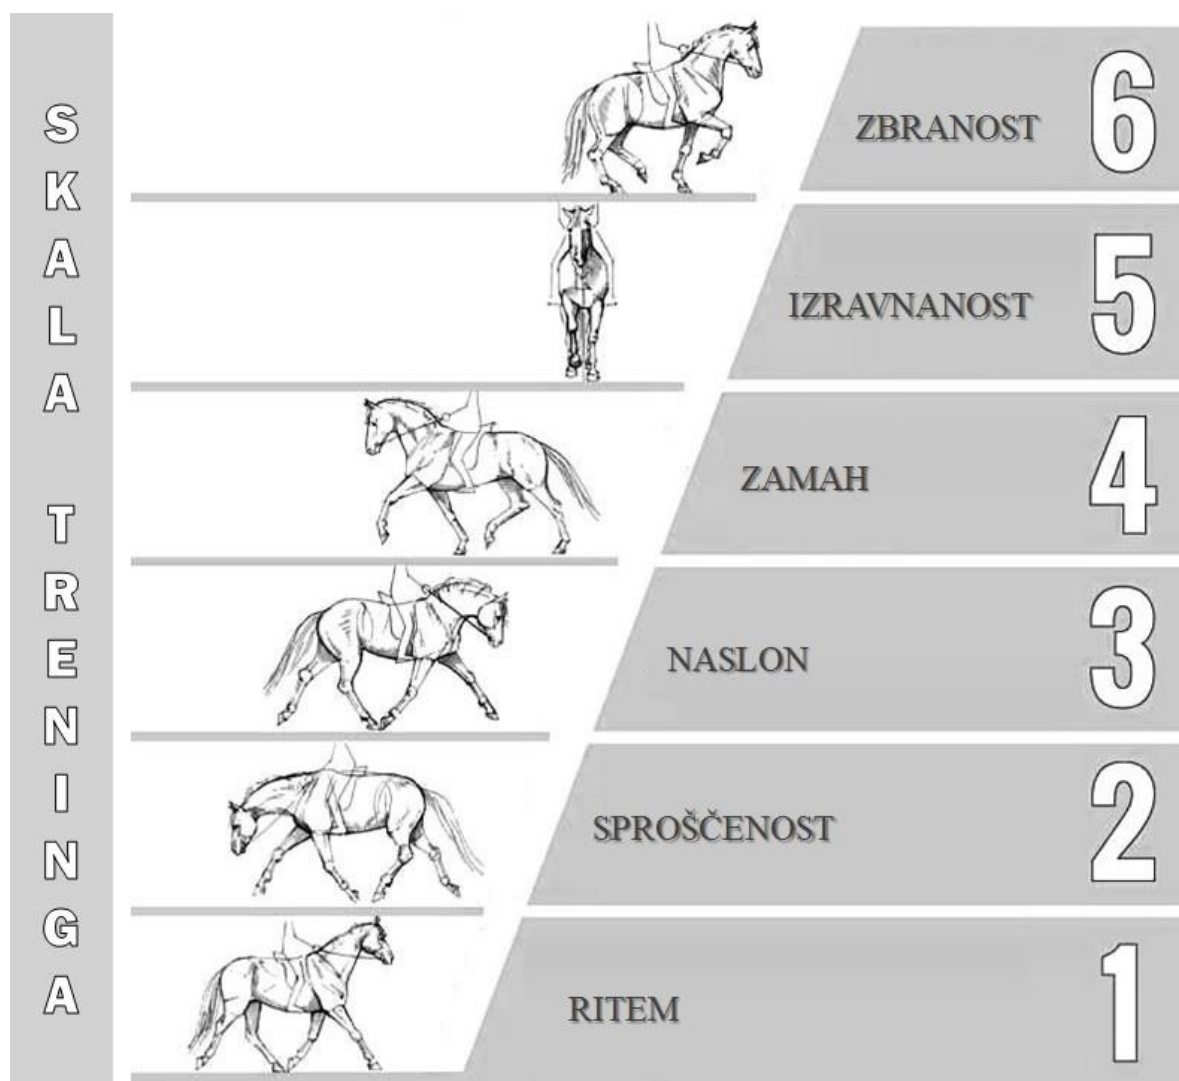 SKALA TRENINGA
ZBRANOST 6
IZRAVNANOST 5
ZAMAH 4
NASLON 3
SPROŠČENOST 2
RITEM 1